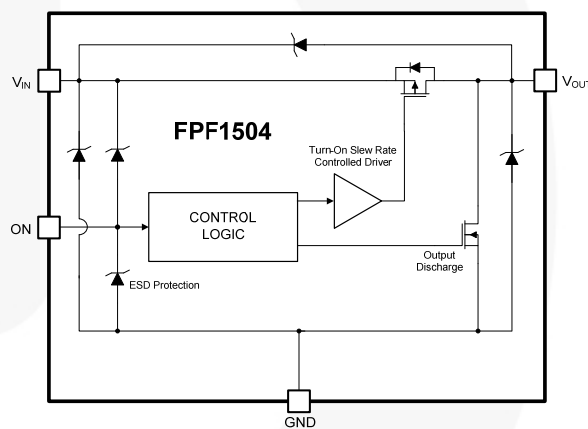 VIN
VOUT
FPF1504
Turn-On Slew Rate
Controlled Driver
ON
CONTROL
LOGIC
Output
Discharge
ESD Protection
GND